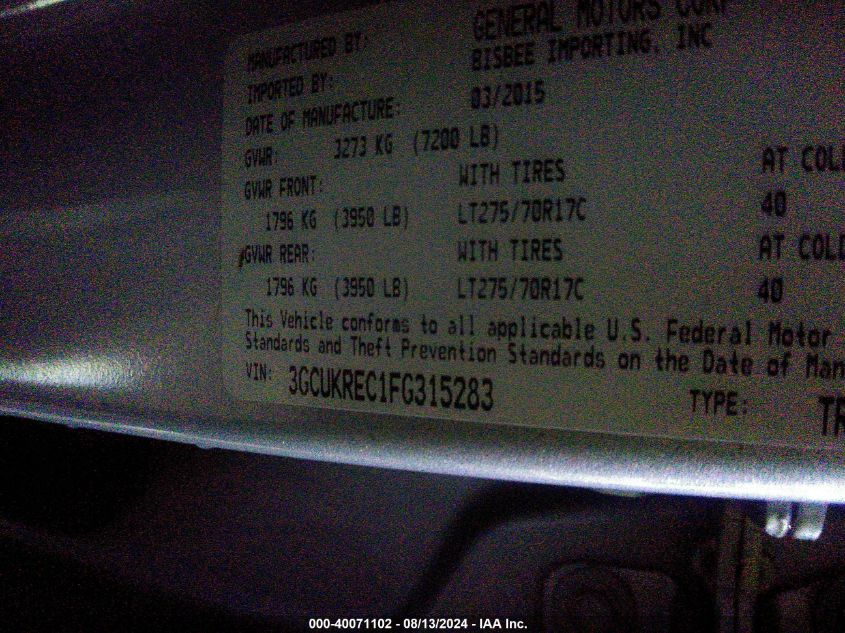 MANUFACTURED BY: GENERAL MOTORS CORP
IMPORTED BY: BISBEE IMPORTING, INC
DATE OF MANUFACTURE: 03/2015
GVWR: 3273 KG (7200 LB)
GVWR FRONT: WITH TIRES AT COL
1796 KG (3950 LB) LT275/70R17C 40
GVWR REAR: WITH TIRES AT COL
1796 KG (3950 LB) LT275/70R17C 40
This Vehicle conforms to all applicable U.S. Federal Motor
Standards and Theft Prevention Standards on the Date of Man
VIN: 3GCUKREC1FG315283 TYPE: TR
000-40071102 - 08/13/2024 - IAA Inc.